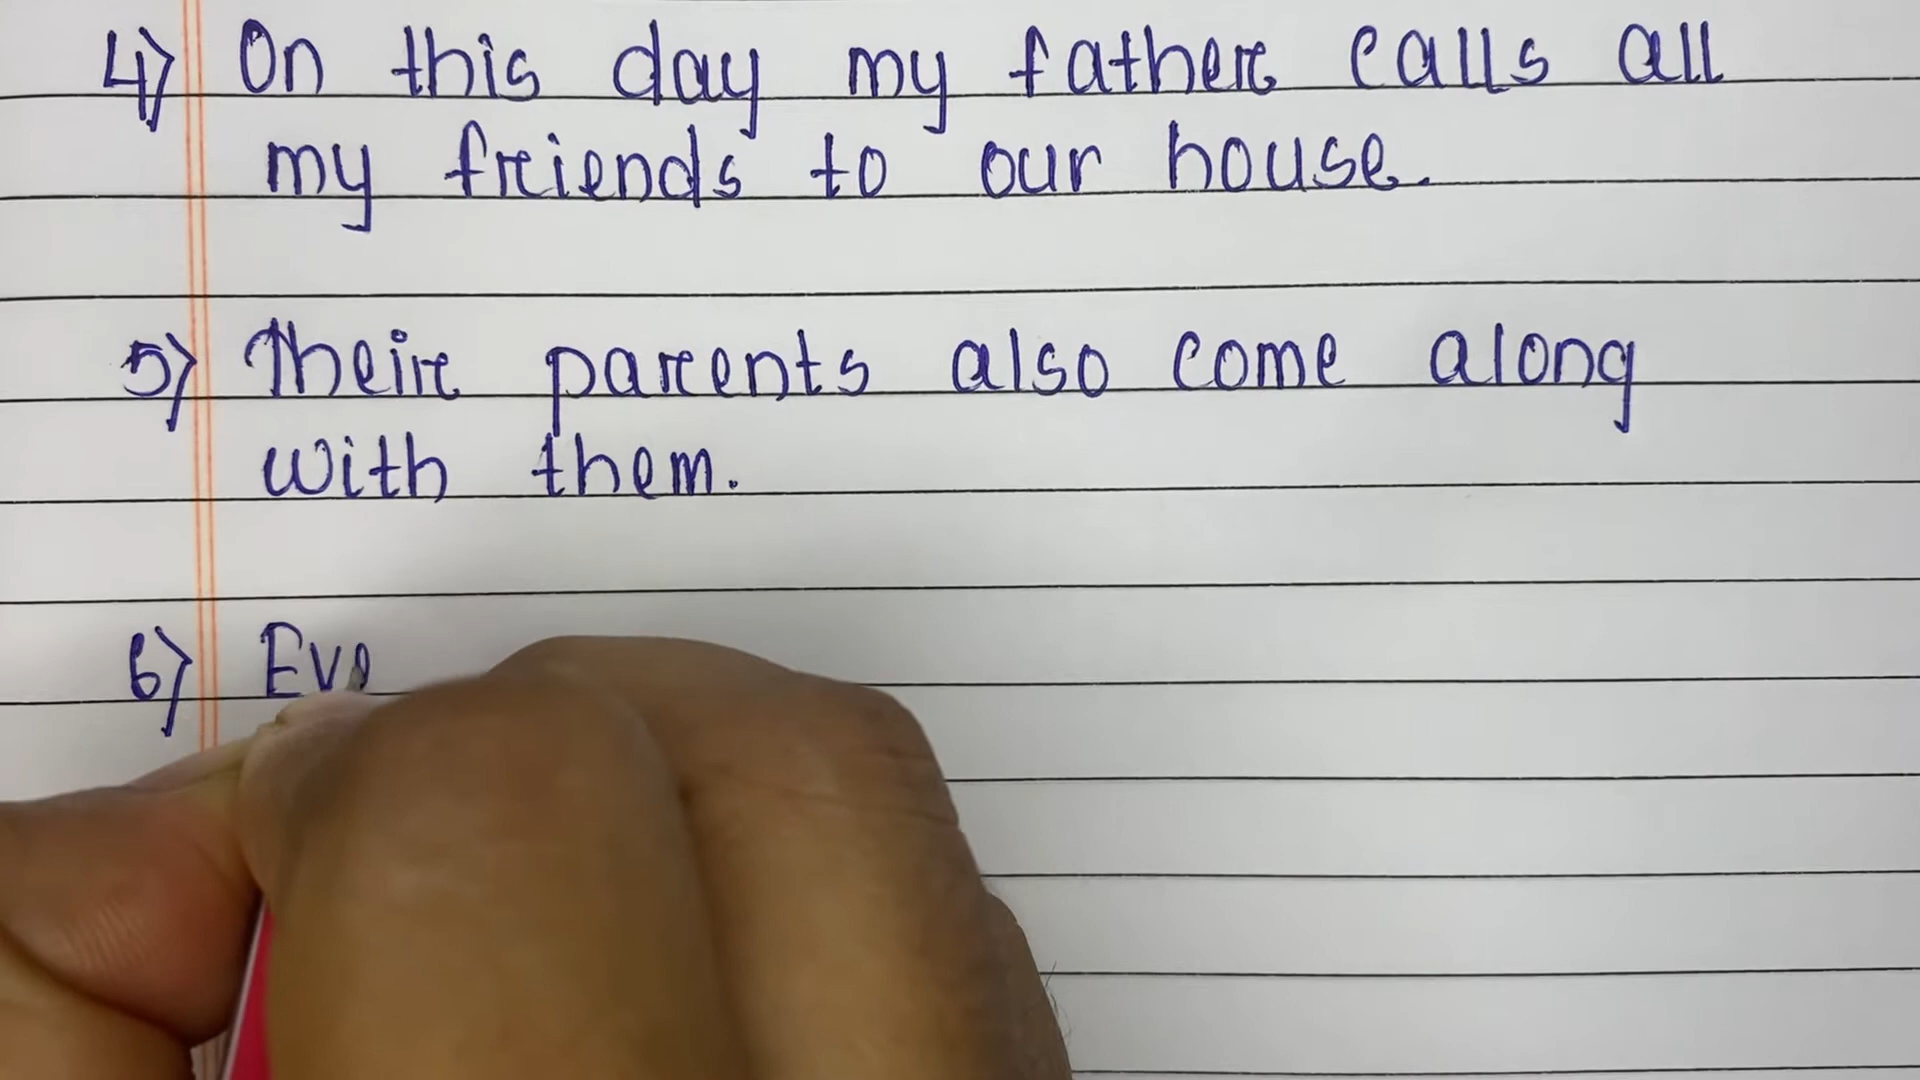 4) On this day my father calls all
my friends to our house.
5) Their parents also come along
with them.
6) Eve